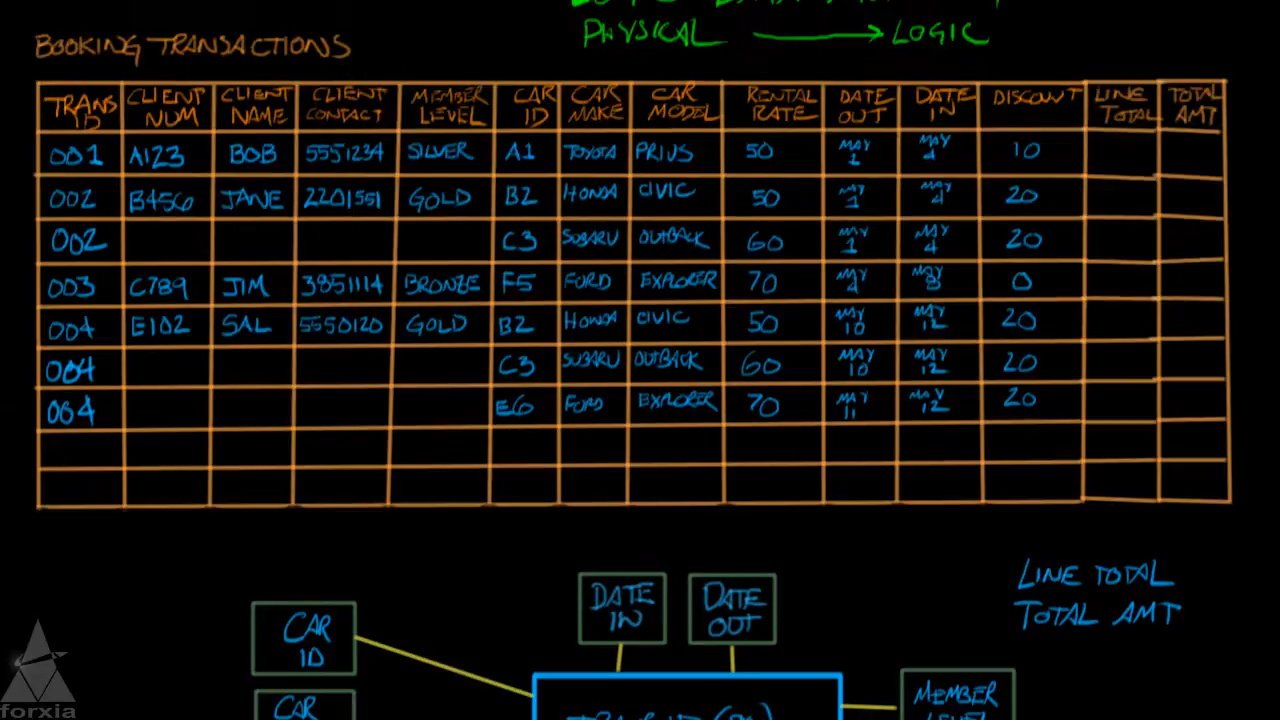 PHYSICAL → LOGIC
BOOKING TRANSACTIONS
TRANS ID CLIENT NUM CLIENT NAME CLIENT CONTACT MEMBER LEVEL CAR ID CAR MAKE CAR MODEL RENTAL RATE DATE OUT DATE IN DISCOUNT LINE TOTAL TOTAL AMT
001 A123 BOB 5551234 SILVER A1 TOYOTA PRIUS 50 MAY 1 MAY 4 10
002 B456 JANE 2201551 GOLD B2 HONDA CIVIC 50 MAY 1 MAY 4 20
002 C3 SUBARU OUTBACK 60 MAY 1 MAY 4 20
003 C789 JIM 3851114 BRONZE F5 FORD EXPLORER 70 MAY 4 MAY 8 0
004 E102 SAL 5550120 GOLD B2 HONDA CIVIC 50 MAY 10 MAY 12 20
004 C3 SUBARU OUTBACK 60 MAY 10 MAY 12 20
004 E6 FORD EXPLORER 70 MAY 11 MAY 12 20
LINE TOTAL
TOTAL AMT
DATE IN
DATE OUT
CAR ID
CAR
MEMBER
forxia